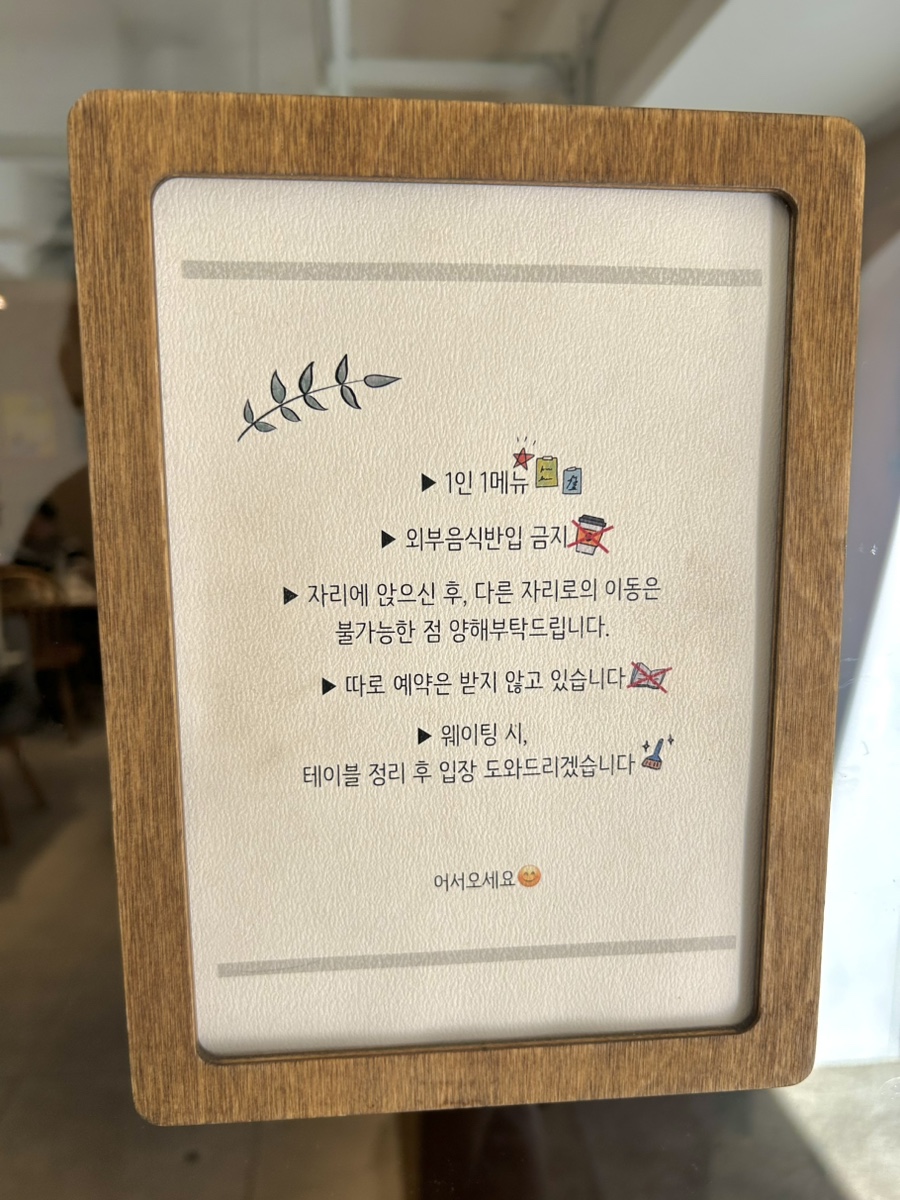 ▶ 1인 1메뉴
▶ 외부음식반입 금지
▶ 자리에 앉으신 후, 다른 자리로의 이동은
불가능한 점 양해부탁드립니다.
▶ 따로 예약은 받지 않고 있습니다
▶ 웨이팅 시,
테이블 정리 후 입장 도와드리겠습니다
어서오세요😊